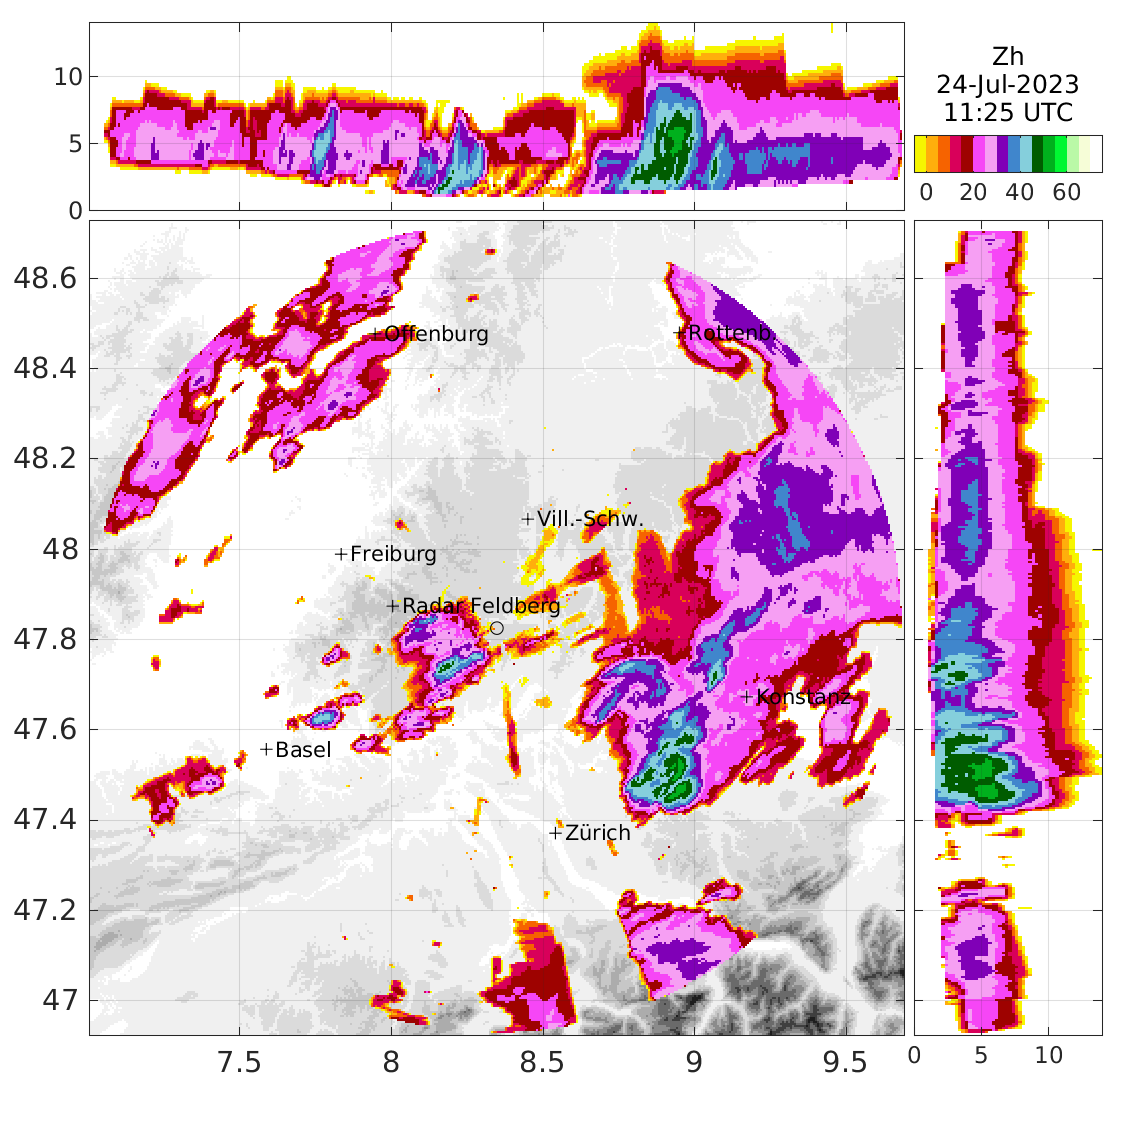 10
5
0
Zh
24-Jul-2023
11:25 UTC
0 20 40 60
48.6
48.4
48.2
48
47.8
47.6
47.4
47.2
47
Offenburg
Rottenb.
Vill.-Schw.
Freiburg
Radar Feldberg
Konstanz
Basel
Zürich
7.5 8 8.5 9 9.5
0 5 10